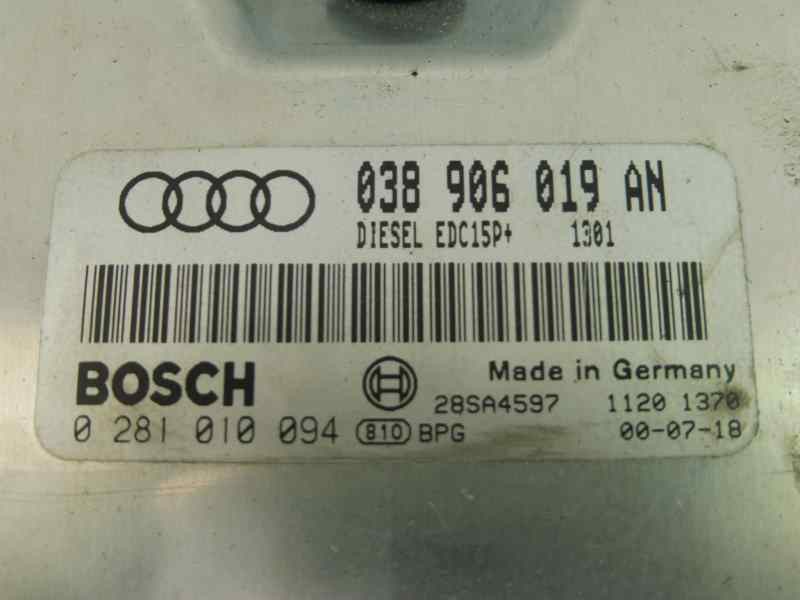 038 906 019 AN
DIESEL EDC15P+ 1301
BOSCH
Made in Germany
28SA4597 1120 1370
0 281 010 094 810 BPG 00-07-18